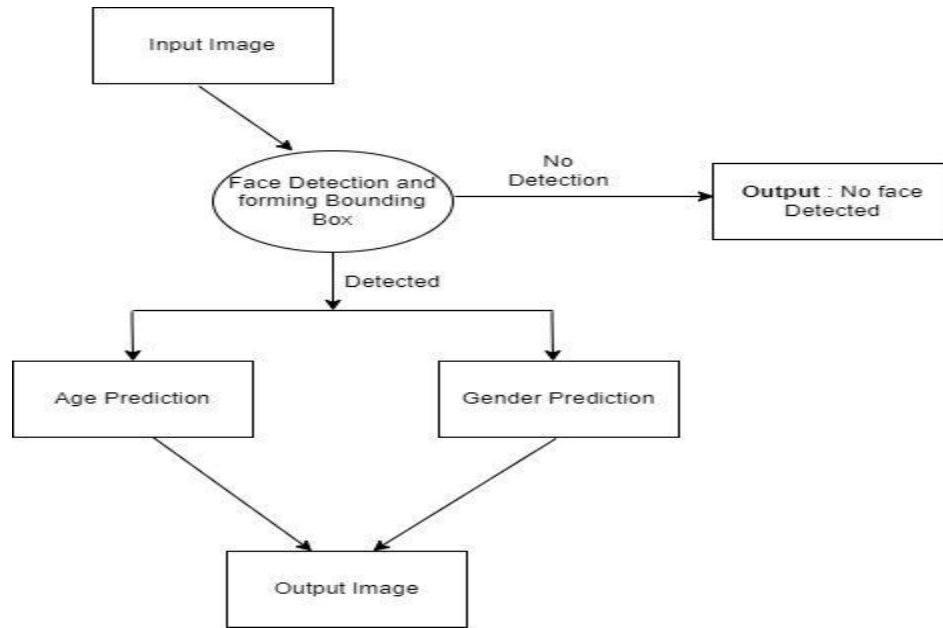 Input Image
Face Detection and
forming Bounding
Box
No
Detection
Output : No face
Detected
Detected
Age Prediction
Gender Prediction
Output Image